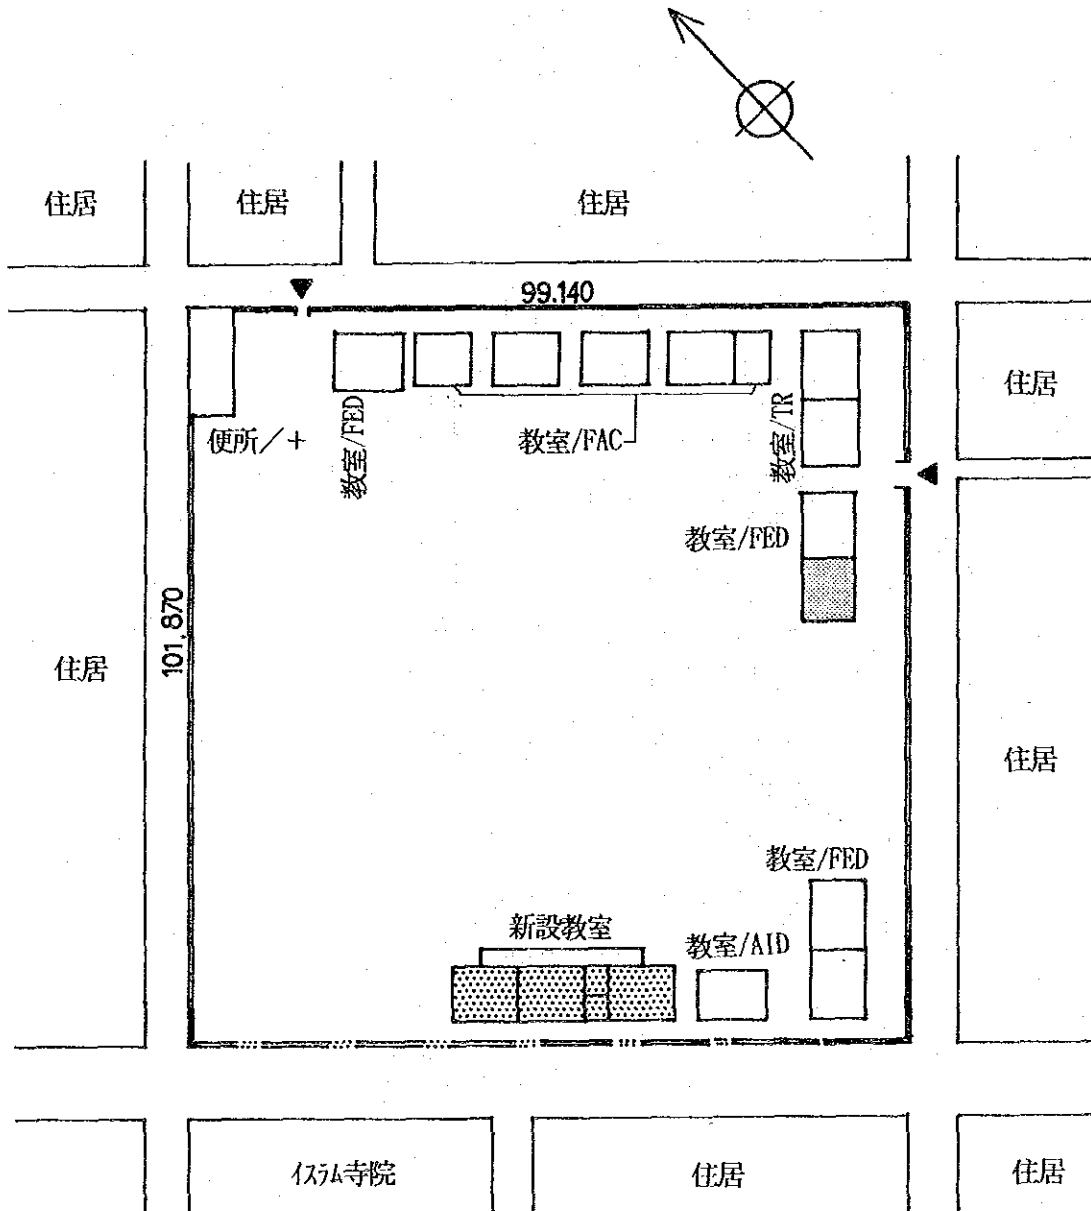 住居
住居
住居
99.140
住居
便所/+
教室/FED
教室/FAC
教室/TR
教室/FED
101.870
住居
住居
教室/FED
新設教室
教室/AID
イスラム寺院
住居
住居